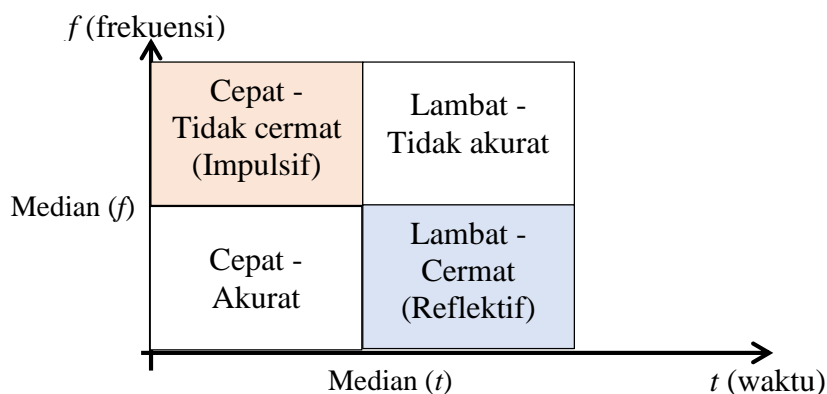 f (frekuensi)
Cepat -
Tidak cermat
(Impulsif)
Lambat -
Tidak akurat
Median (f)
Cepat -
Akurat
Lambat -
Cermat
(Reflektif)
Median (t)
t (waktu)